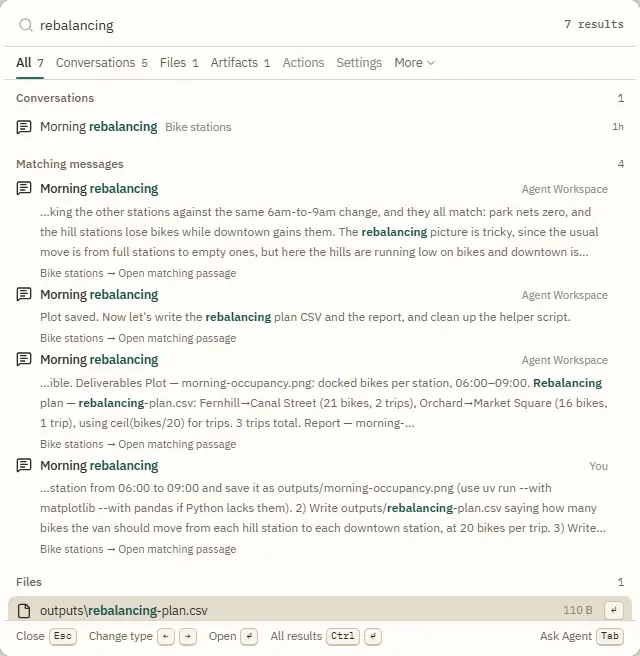 rebalancing 7 results
All 7 Conversations 5 Files 1 Artifacts 1 Actions Settings More
Conversations 1
Morning rebalancing Bike stations 1h
Matching messages 4
Morning rebalancing Agent Workspace
...king the other stations against the same 6am-to-9am change, and they all match: park nets zero, and
the hill stations lose bikes while downtown gains them. The rebalancing picture is tricky, since the usual
move is from full stations to empty ones, but here the hills are running low on bikes and downtown is...
Bike stations → Open matching passage
Morning rebalancing Agent Workspace
Plot saved. Now let's write the rebalancing plan CSV and the report, and clean up the helper script.
Bike stations → Open matching passage
Morning rebalancing Agent Workspace
...ible. Deliverables Plot — morning-occupancy.png: docked bikes per station, 06:00–09:00. Rebalancing
plan — rebalancing-plan.csv: Fernhill→Canal Street (21 bikes, 2 trips), Orchard→Market Square (16 bikes,
1 trip), using ceil(bikes/20) for trips. 3 trips total. Report — morning-...
Bike stations → Open matching passage
Morning rebalancing You
...station from 06:00 to 09:00 and save it as outputs/morning-occupancy.png (use uv run --with
matplotlib --with pandas if Python lacks them). 2) Write outputs/rebalancing-plan.csv saying how many
bikes the van should move from each hill station to each downtown station, at 20 bikes per trip. 3) Write...
Bike stations → Open matching passage
Files 1
outputs\rebalancing-plan.csv 110 B ↵
Close Esc Change type ← → Open ↵ All results Ctrl ↵ Ask Agent Tab